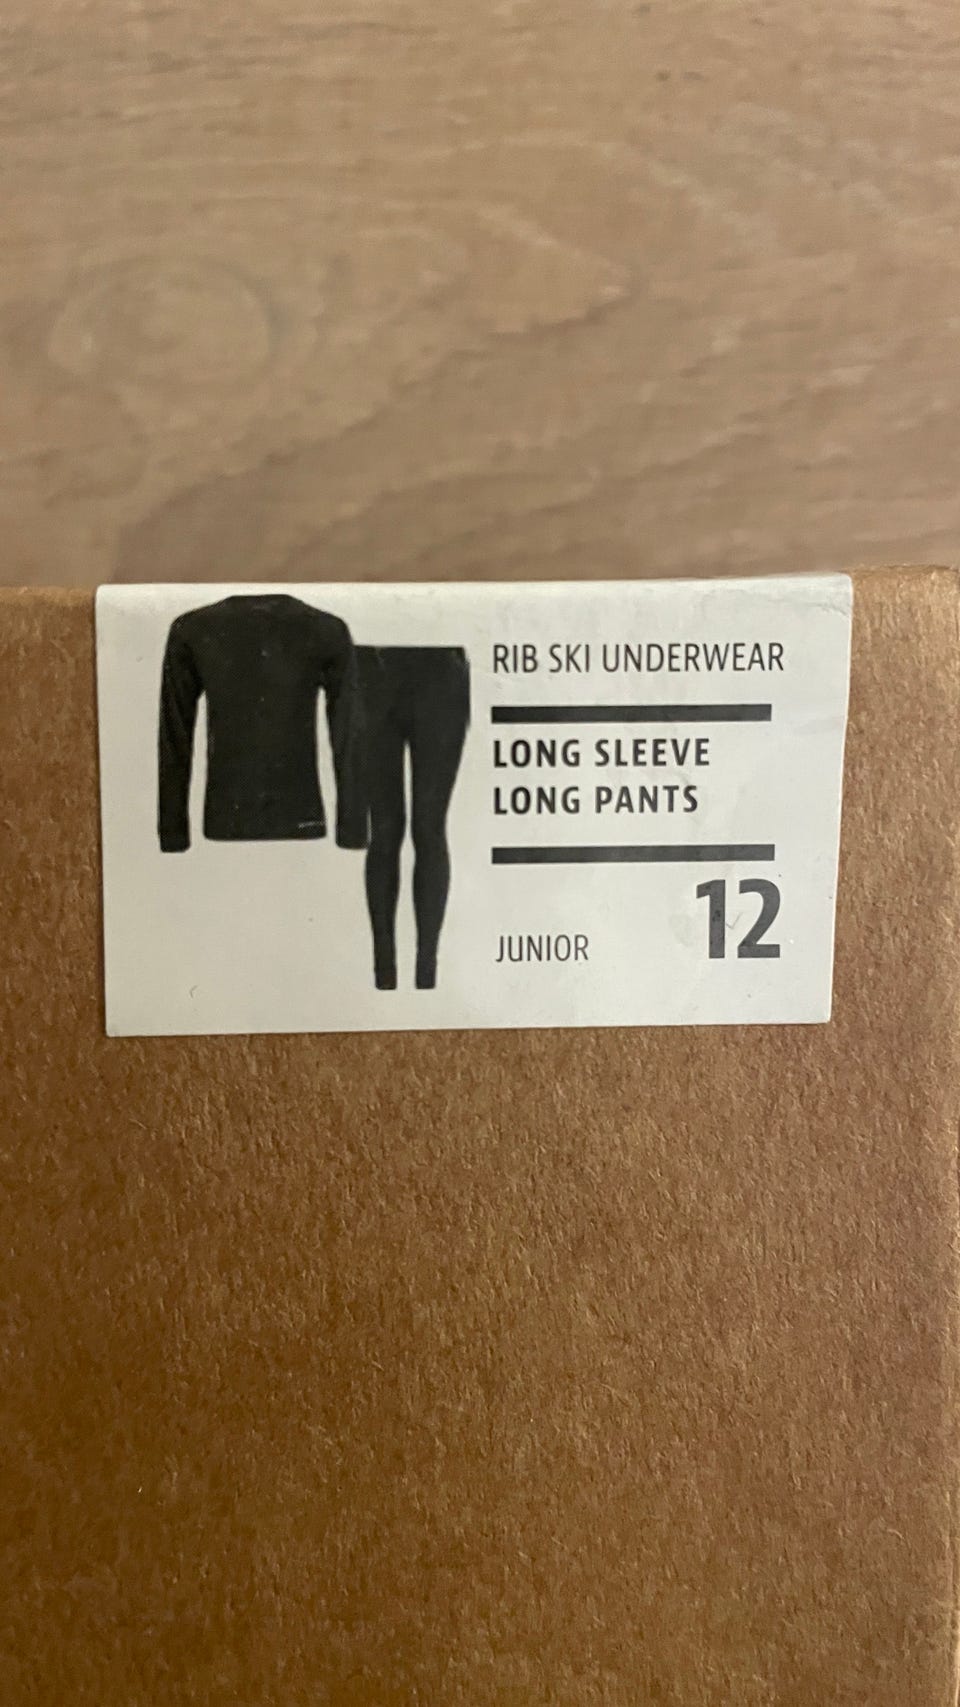 RIB SKI UNDERWEAR
LONG SLEEVE
LONG PANTS
JUNIOR 12